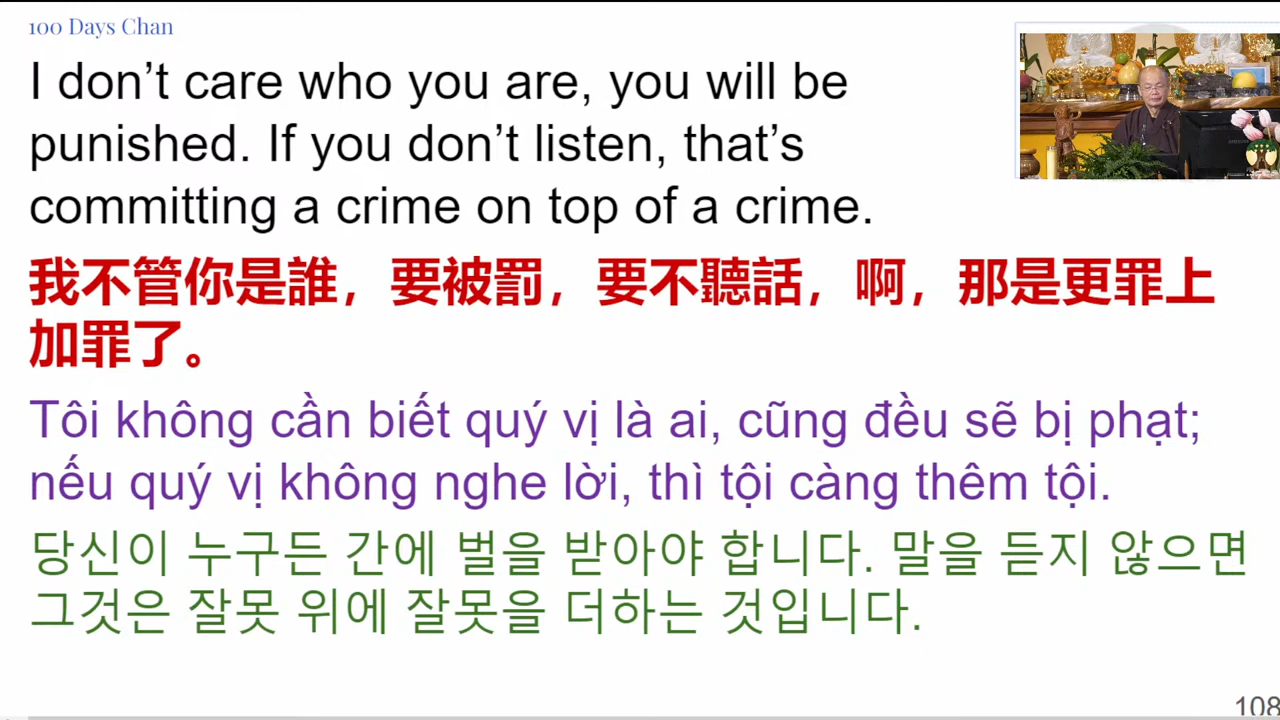 100 Days Chan
I don’t care who you are, you will be
punished. If you don’t listen, that’s
committing a crime on top of a crime.
我不管你是誰，要被罰，要不聽話，啊，那是更罪上
加罪了。
Tôi không cần biết quý vị là ai, cũng đều sẽ bị phạt;
nếu quý vị không nghe lời, thì tội càng thêm tội.
당신이 누구든 간에 벌을 받아야 합니다. 말을 듣지 않으면
그것은 잘못 위에 잘못을 더하는 것입니다.
108